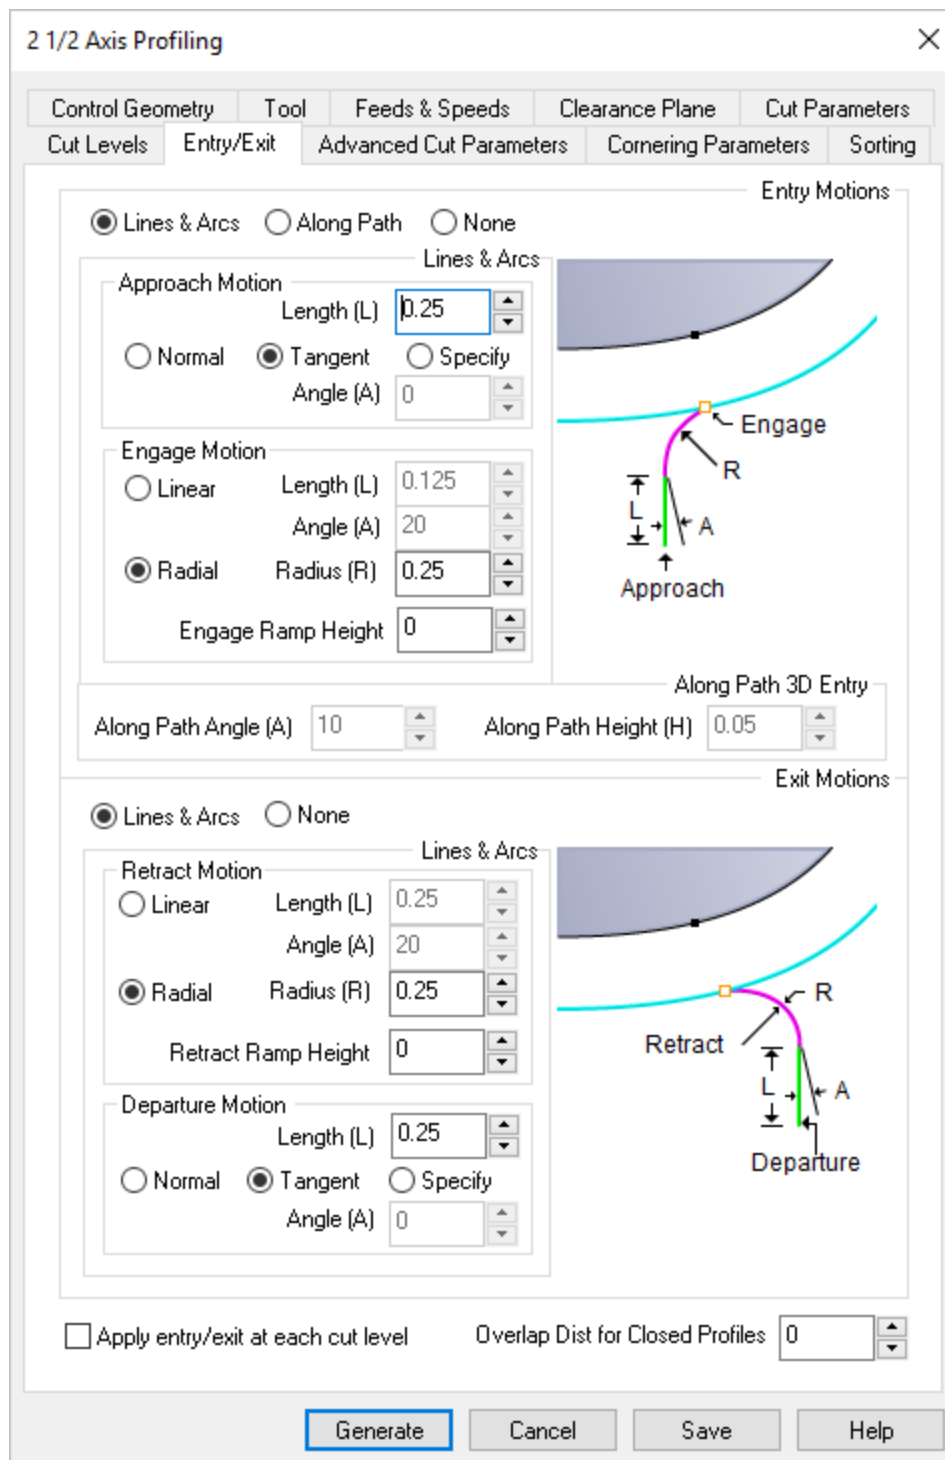 2 1/2 Axis Profiling
Control Geometry Tool Feeds & Speeds Clearance Plane Cut Parameters
Cut Levels Entry/Exit Advanced Cut Parameters Cornering Parameters Sorting
Entry Motions
Lines & Arcs Along Path None
Lines & Arcs
Approach Motion
Length (L) 0.25
Normal Tangent Specify
Angle (A) 0
Engage Motion
Linear Length (L) 0.125
Angle (A) 20
Radial Radius (R) 0.25
Engage Ramp Height 0
Engage
R
L
A
Approach
Along Path 3D Entry
Along Path Angle (A) 10 Along Path Height (H) 0.05
Exit Motions
Lines & Arcs None
Lines & Arcs
Retract Motion
Linear Length (L) 0.25
Angle (A) 20
Radial Radius (R) 0.25
Retract Ramp Height 0
Departure Motion
Length (L) 0.25
Normal Tangent Specify
Angle (A) 0
R
Retract
L
A
Departure
Apply entry/exit at each cut level Overlap Dist for Closed Profiles 0
Generate Cancel Save Help